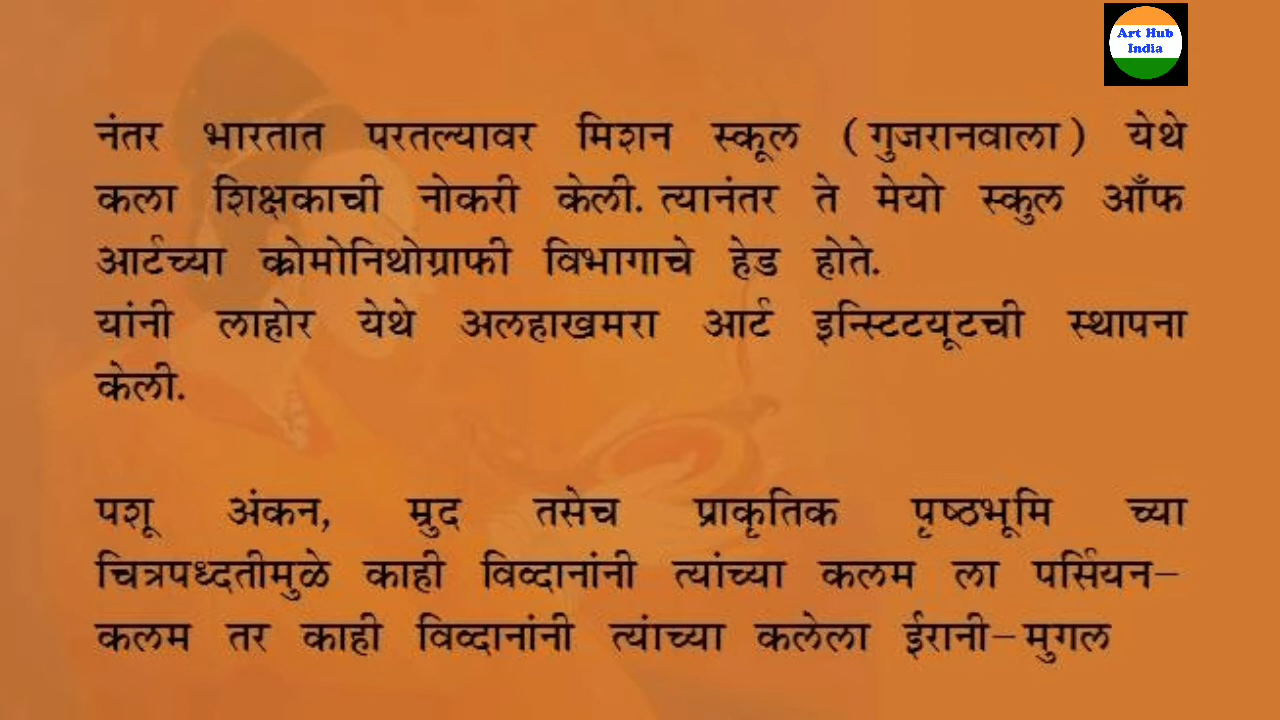 Art Hub
India
नंतर भारतात परतल्यावर मिशन स्कूल (गुजरानवाला) येथे
कला शिक्षकाची नोकरी केली. त्यानंतर ते मेयो स्कुल ऑंफ
आर्टच्या क्रोमोनिथोग्राफी विभागाचे हेड होते.
यांनी लाहोर येथे अलहाखमरा आर्ट इन्स्टिटयूटची स्थापना
केली.
पशू अंकन, म्रुद तसेच प्राकृतिक पृष्ठभूमि च्या
चित्रपध्दतीमुळे काही विव्दानांनी त्यांच्या कलम ला पर्सियन–
कलम तर काही विव्दानांनी त्यांच्या कलेला ईरानी–मुगल